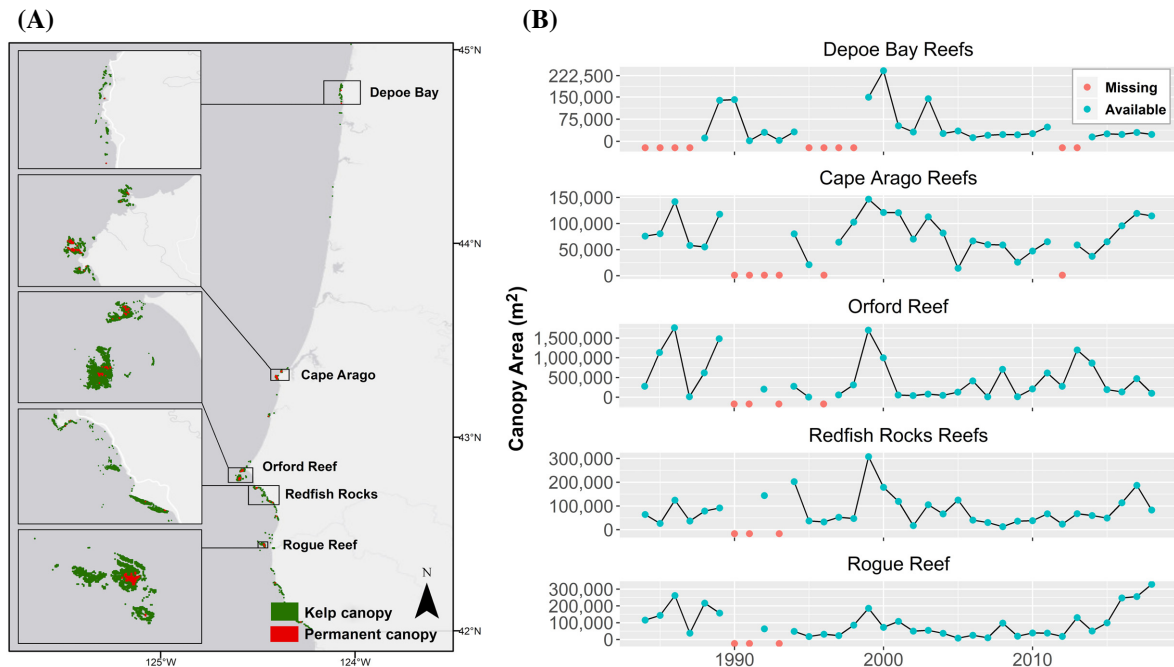 (A)
45°N
Depoe Bay
44°N
Cape Arago
43°N
Orford Reef
Redfish Rocks
Rogue Reef
N
Kelp canopy
Permanent canopy
42°N
125°W
124°W
(B)
Canopy Area (m²)
Depoe Bay Reefs
222,500
150,000
75,000
0
Missing
Available
Cape Arago Reefs
150,000
100,000
50,000
0
Orford Reef
1,500,000
1,000,000
500,000
0
Redfish Rocks Reefs
300,000
200,000
100,000
0
Rogue Reef
300,000
200,000
100,000
0
1990
2000
2010